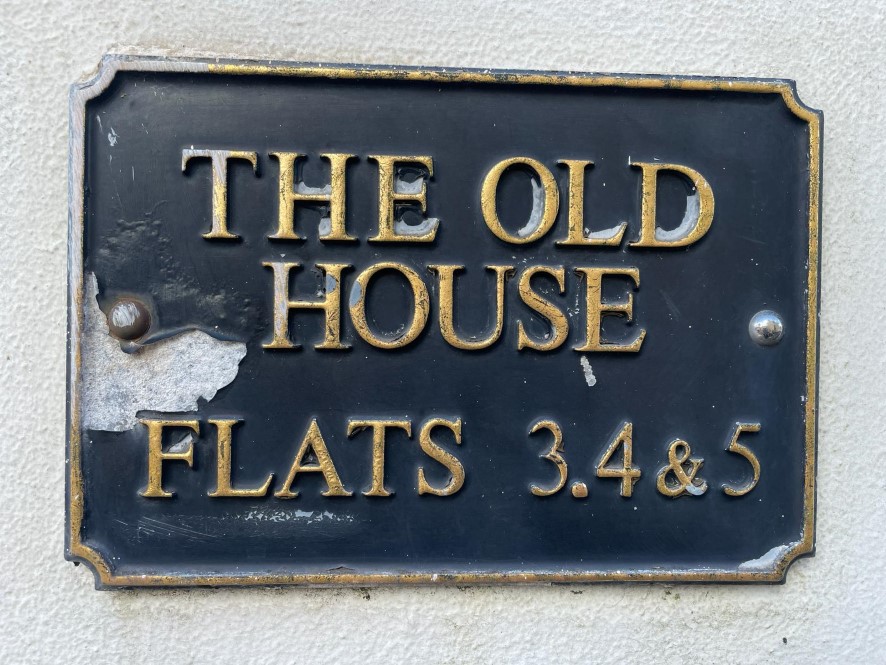 THE OLD
HOUSE
FLATS 3.4&5